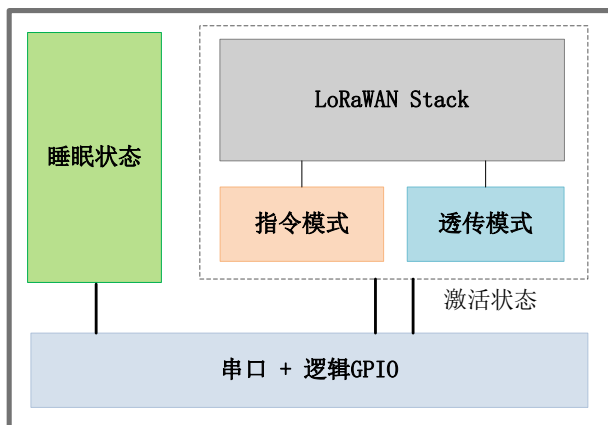 LoRaWAN Stack
睡眠状态
指令模式
透传模式
激活状态
串口 + 逻辑GPIO